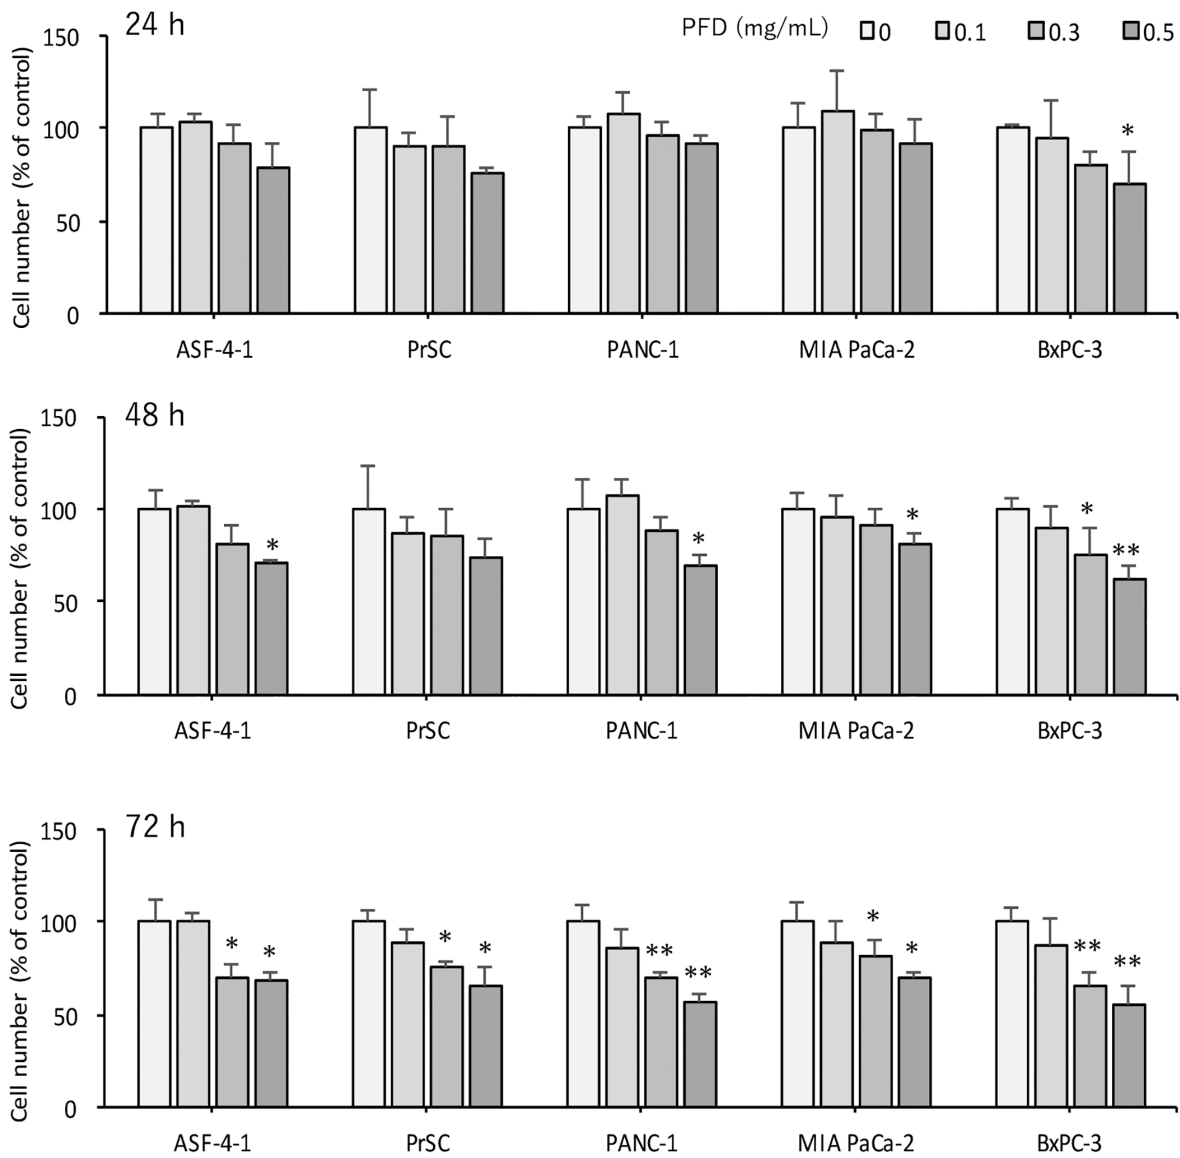 24 h
PFD (mg/mL) 0 0.1 0.3 0.5
Cell number (% of control)
150
100
50
0
*
ASF-4-1 PrSC PANC-1 MIA PaCa-2 BxPC-3
48 h
Cell number (% of control)
150
100
50
0
* * * * **
ASF-4-1 PrSC PANC-1 MIA PaCa-2 BxPC-3
72 h
Cell number (% of control)
150
100
50
0
* * * * ** ** * * ** **
ASF-4-1 PrSC PANC-1 MIA PaCa-2 BxPC-3